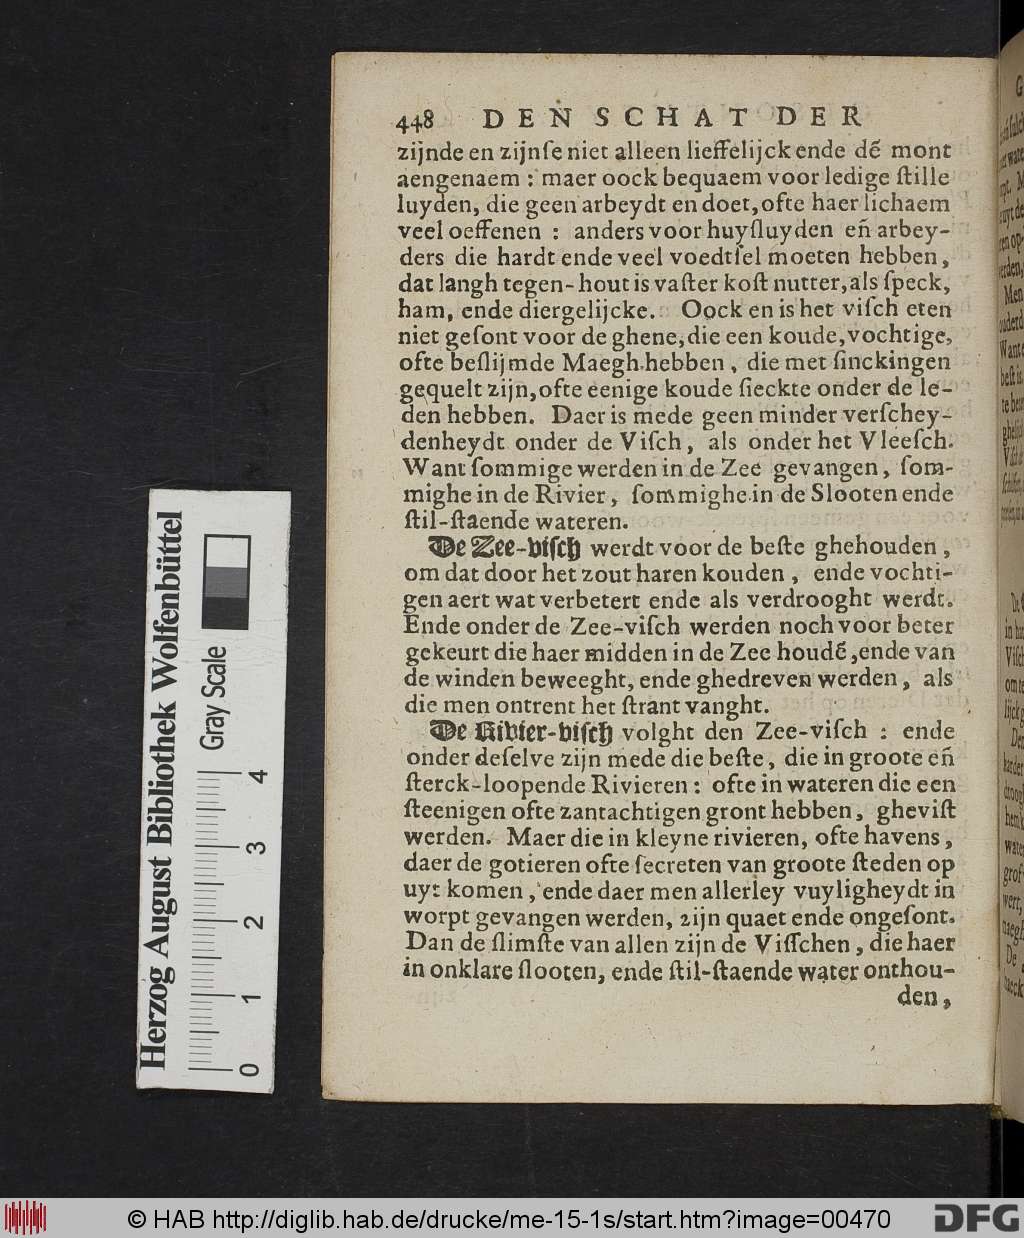 448 DEN SCHAT DER
zijnde en zijnſe niet alleen lieffelijck ende dẽ mont
aengenaem : maer oock bequaem voor ledige ſtille
luyden, die geen arbeydt en doet, ofte haer lichaem
veel oeffenen : anders voor huyſluyden eñ arbey-
ders die hardt ende veel voedtſel moeten hebben,
dat langh tegen-hout is vaſter koſt nutter, als ſpeck,
ham, ende diergelijcke. Oock en is het viſch eten
niet geſont voor de ghene, die een koude, vochtige,
ofte beſlijmde Maegh hebben, die met ſinckingen
gequelt zijn, ofte eenige koude ſieckte onder de le-
den hebben. Daer is mede geen minder verſchey-
denheydt onder de Viſch, als onder het Vleeſch.
Want ſommige werden in de Zee gevangen, ſom-
mighe in de Rivier, ſommighe in de Slooten ende
ſtil-ſtaende wateren.
De Zee-viſch werdt voor de beſte ghehouden,
om dat door het zout haren kouden, ende vochti-
gen aert wat verbetert ende als verdrooght werdt.
Ende onder de Zee-viſch werden noch voor beter
gekeurt die haer midden in de Zee houdẽ, ende van
de winden beweeght, ende ghedreven werden, als
die men ontrent het ſtrant vanght.
De Rivier-viſch volght den Zee-viſch : ende
onder deſelve zijn mede die beſte, die in groote eñ
ſterck-loopende Rivieren : ofte in wateren die een
ſteenigen ofte zantachtigen gront hebben, gheviſt
werden. Maer die in kleyne rivieren, ofte havens,
daer de gotieren ofte ſecreten van groote ſteden op
uyt komen, ende daer men allerley vuyligheydt in
worpt gevangen werden, zijn quaet ende ongeſont.
Dan de ſlimſte van allen zijn de Viſſchen, die haer
in onklare ſlooten, ende ſtil-ſtaende water onthou-
den,
Herzog August Bibliothek Wolfenbüttel
Gray Scale
0 1 2 3 4
© HAB http://diglib.hab.de/drucke/me-15-1s/start.htm?image=00470
DFG